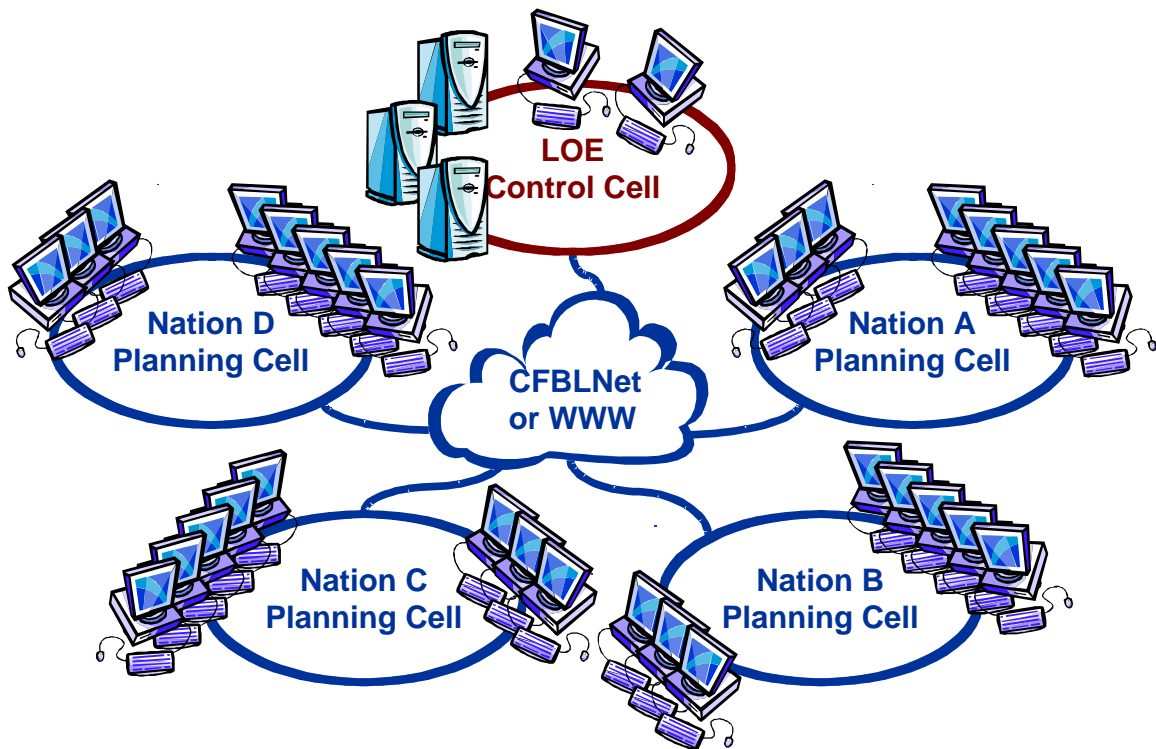 LOE
Control Cell
Nation D
Planning Cell
Nation A
Planning Cell
CFBLNet
or WWW
Nation C
Planning Cell
Nation B
Planning Cell